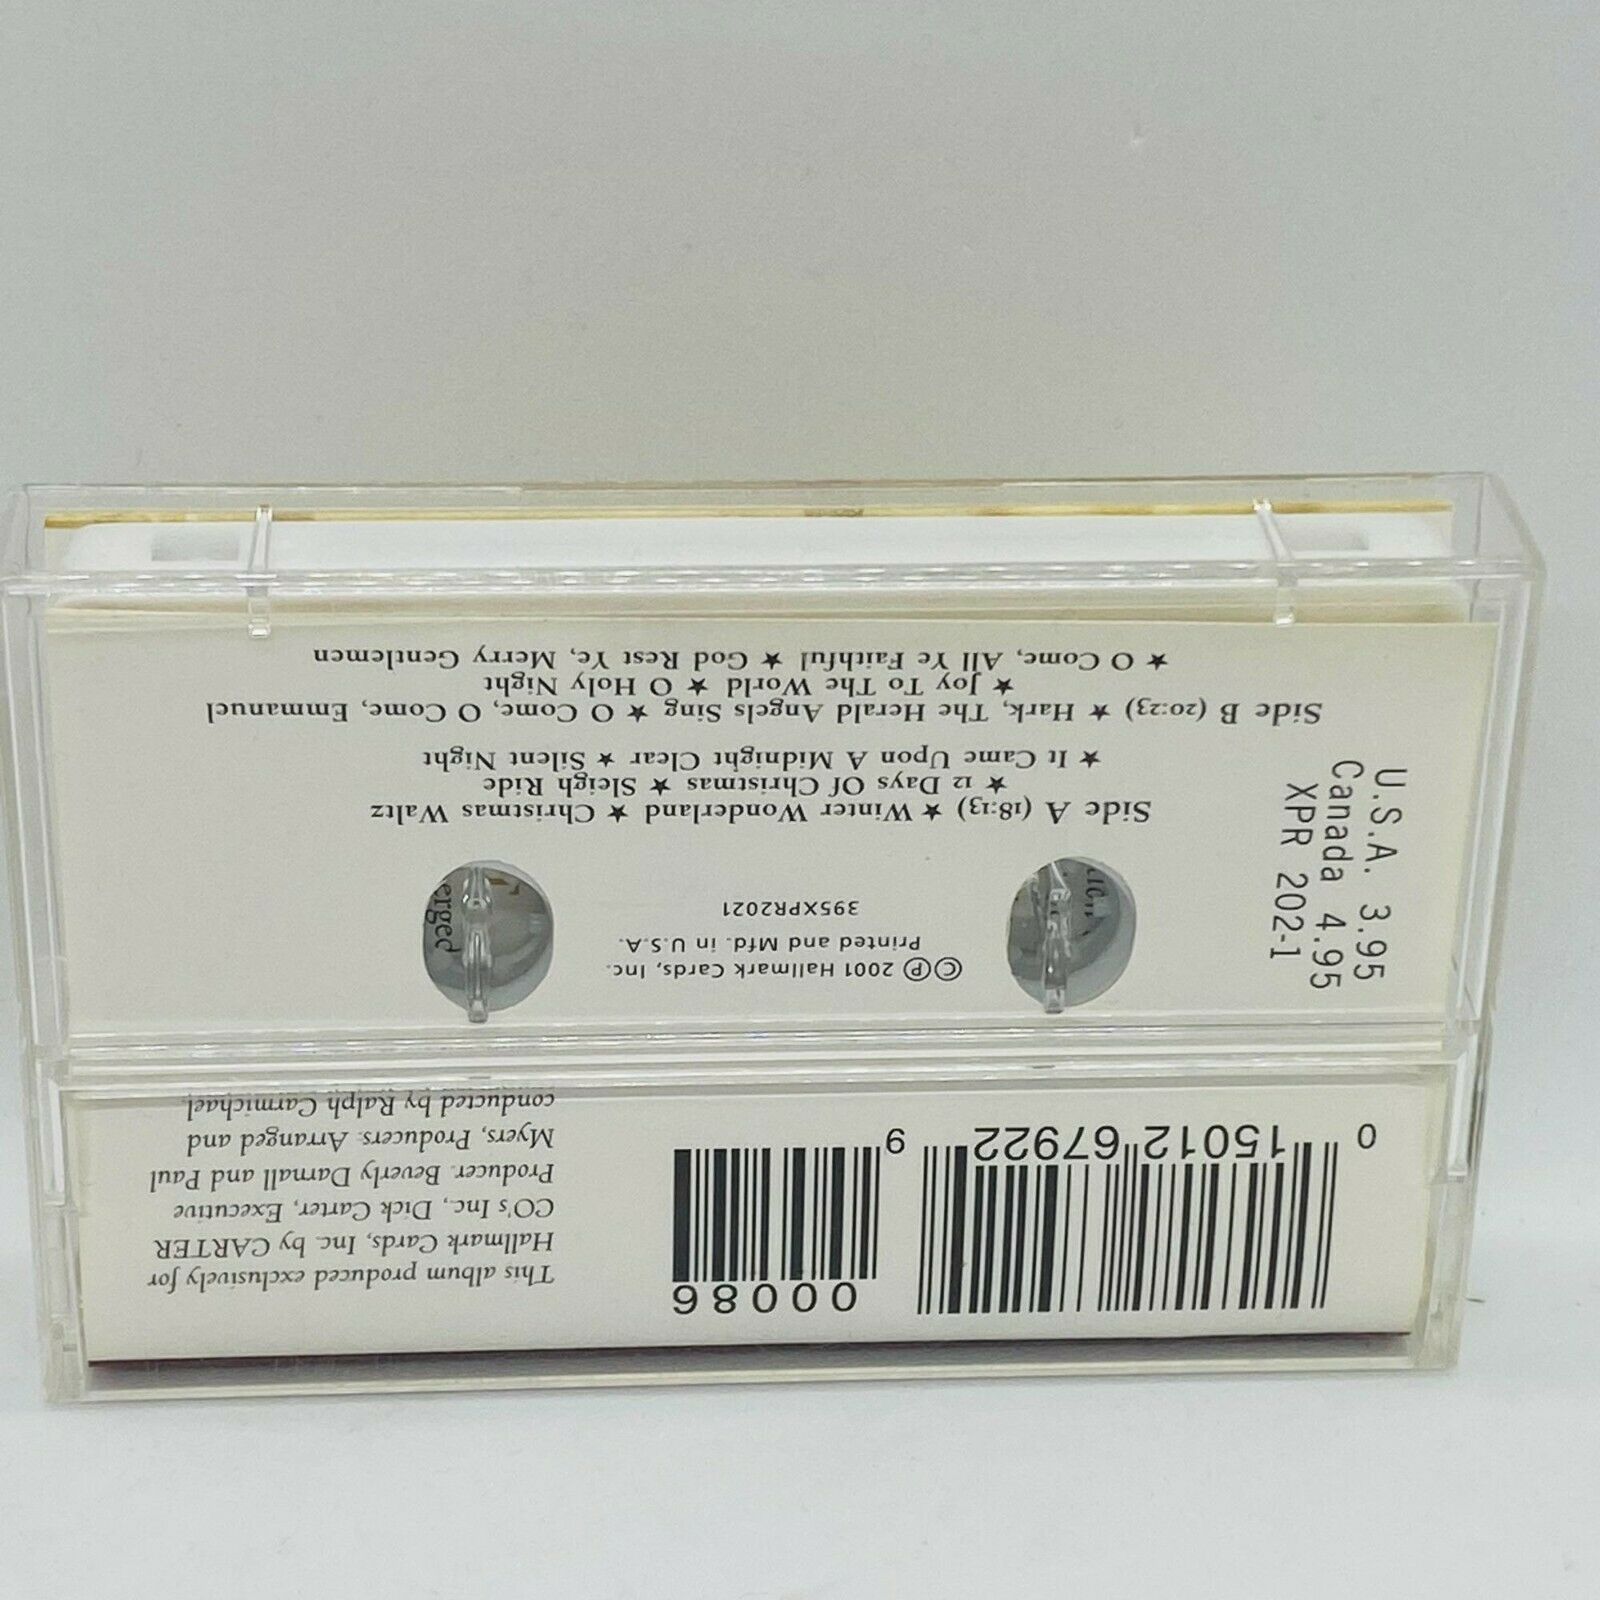 This album produced exclusively for
Hallmark Cards, Inc. by CARTER
CO's Inc., Dick Carter, Executive
Producer. Beverly Darnall and Paul
Myers, Producers. Arranged and
conducted by Ralph Carmichael.
00086
0 15012 67922 9
© ℗ 2001 Hallmark Cards, Inc.
Printed and Mfd. in U.S.A.
395XPR2021
erged
U.S.A. 3.95
Canada 4.95
XPR 202-1
Side A (18:13) ★ Winter Wonderland ★ Christmas Waltz
★ 12 Days Of Christmas ★ Sleigh Ride
★ It Came Upon A Midnight Clear ★ Silent Night
Side B (20:23) ★ Hark, The Herald Angels Sing ★ O Come, O Come, Emmanuel
★ Joy To The World ★ O Holy Night
★ O Come, All Ye Faithful ★ God Rest Ye, Merry Gentlemen